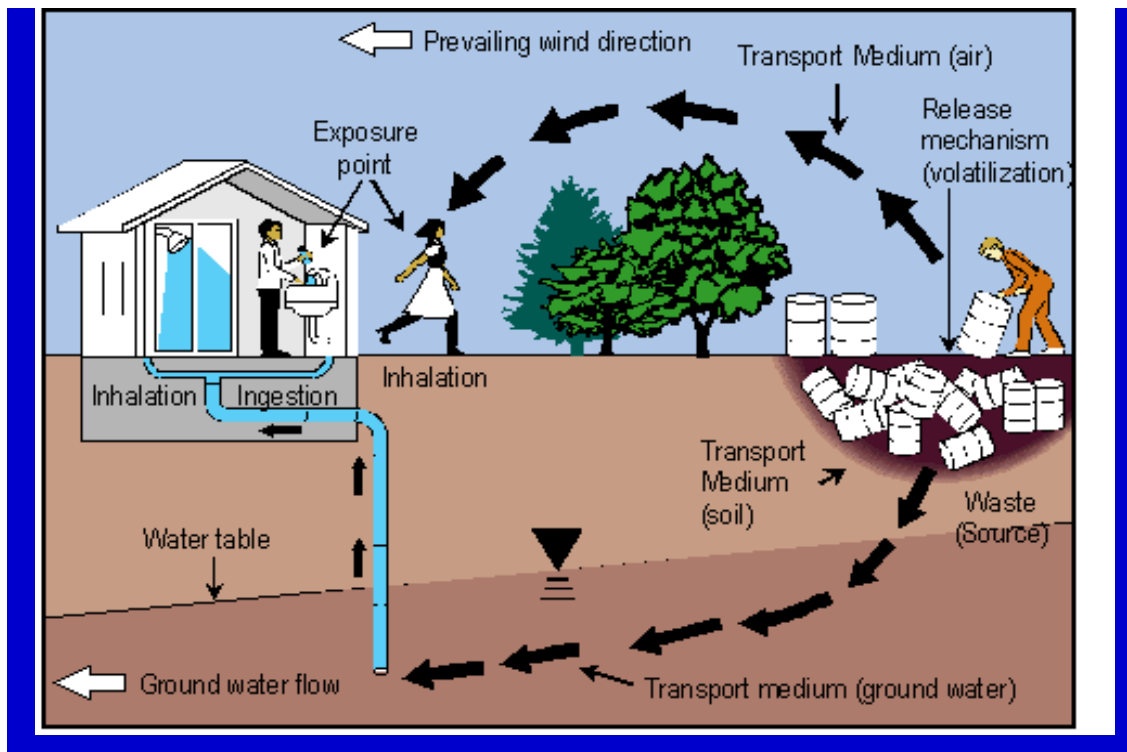 Prevailing wind direction
Transport Medium (air)
Release
mechanism
(volatilization)
Exposure
point
Inhalation
Ingestion
Inhalation
Transport
Medium
(soil)
Waste
(Source)
Water table
Ground water flow
Transport medium (ground water)